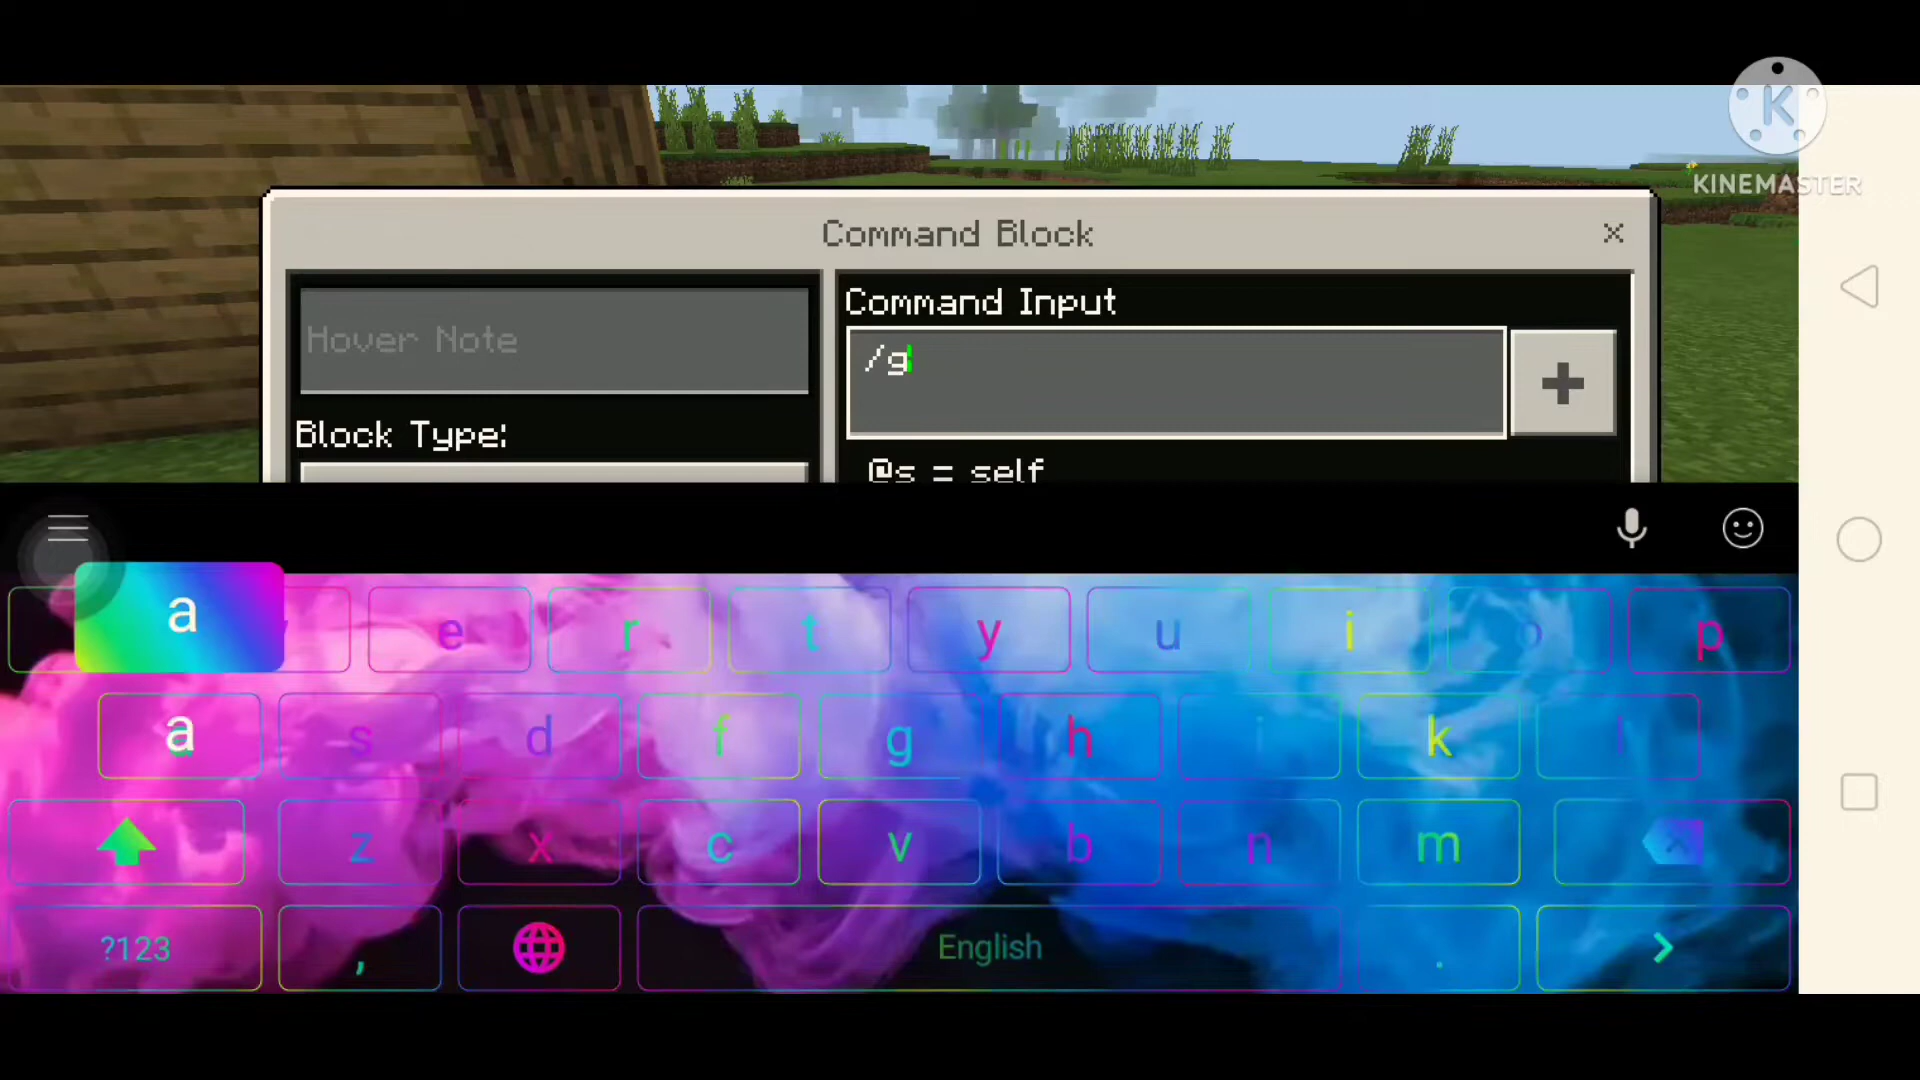 K
KINEMASTER
Command Block
Hover Note
Command Input
/g
Block Type:
@s = self
a
e r t y u i o p
a s d f g h j k l
z x c v b n m
?123 , English .